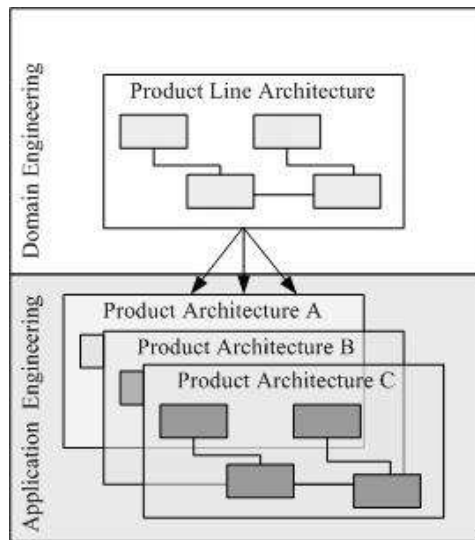 Domain Engineering
Product Line Architecture
Application Engineering
Product Architecture A
Product Architecture B
Product Architecture C